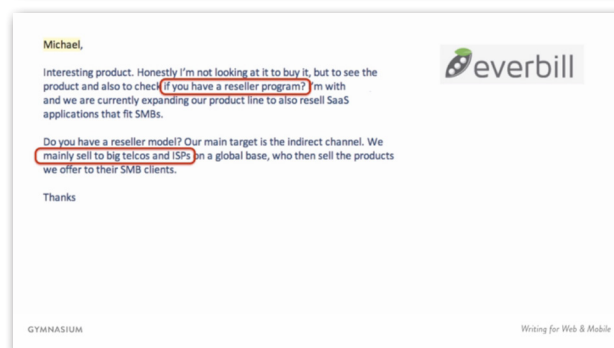 Michael,
everbill
Interesting product. Honestly I'm not looking at it to buy it, but to see the
product and also to check if you have a reseller program? I'm with
and we are currently expanding our product line to also resell SaaS
applications that fit SMBs.
Do you have a reseller model? Our main target is the indirect channel. We
mainly sell to big telcos and ISPs on a global base, who then sell the products
we offer to their SMB clients.
Thanks
GYMNASIUM
Writing for Web & Mobile